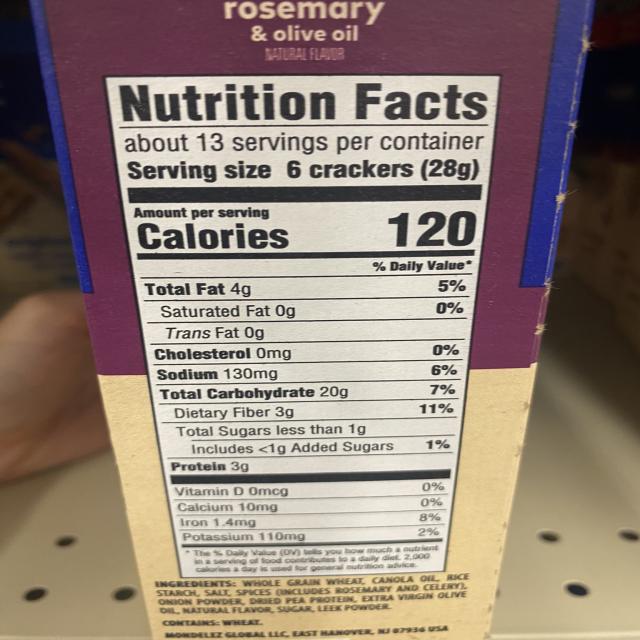 rosemary
& olive oil
NATURAL FLAVOR
Nutrition Facts
about 13 servings per container
Serving size 6 crackers (28g)
Amount per serving
Calories 120
% Daily Value*
Total Fat 4g 5%
Saturated Fat 0g 0%
Trans Fat 0g
Cholesterol 0mg 0%
Sodium 130mg 6%
Total Carbohydrate 20g 7%
Dietary Fiber 3g 11%
Total Sugars less than 1g
Includes <1g Added Sugars 1%
Protein 3g
Vitamin D 0mcg 0%
Calcium 10mg 0%
Iron 1.4mg 8%
Potassium 110mg 2%
* The % Daily Value (DV) tells you how much a nutrient
in a serving of food contributes to a daily diet. 2,000
calories a day is used for general nutrition advice.
INGREDIENTS: WHOLE GRAIN WHEAT, CANOLA OIL, RICE
STARCH, SALT, SPICES (INCLUDES ROSEMARY AND CELERY),
ONION POWDER, DRIED PEA PROTEIN, EXTRA VIRGIN OLIVE
OIL, NATURAL FLAVOR, SUGAR, LEEK POWDER.
CONTAINS: WHEAT.
MONDELEZ GLOBAL LLC, EAST HANOVER, NJ 07936 USA